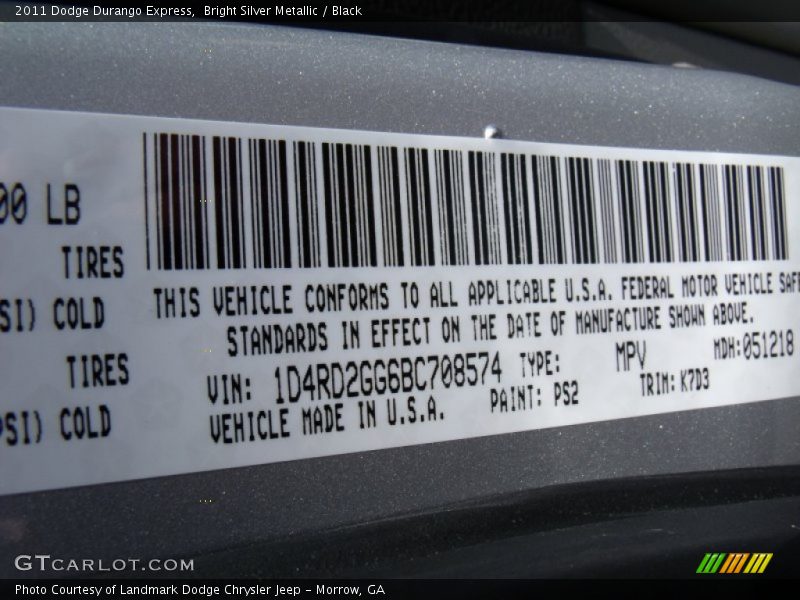 2011 Dodge Durango Express, Bright Silver Metallic / Black
00 LB
TIRES
SI) COLD
TIRES
PSI) COLD
THIS VEHICLE CONFORMS TO ALL APPLICABLE U.S.A. FEDERAL MOTOR VEHICLE SAFE
STANDARDS IN EFFECT ON THE DATE OF MANUFACTURE SHOWN ABOVE.
VIN: 1D4RD2GG6BC708574 TYPE: MPV MDH:051218
VEHICLE MADE IN U.S.A. PAINT: PS2 TRIM: K7D3
GTCARLOT.COM
Photo Courtesy of Landmark Dodge Chrysler Jeep - Morrow, GA